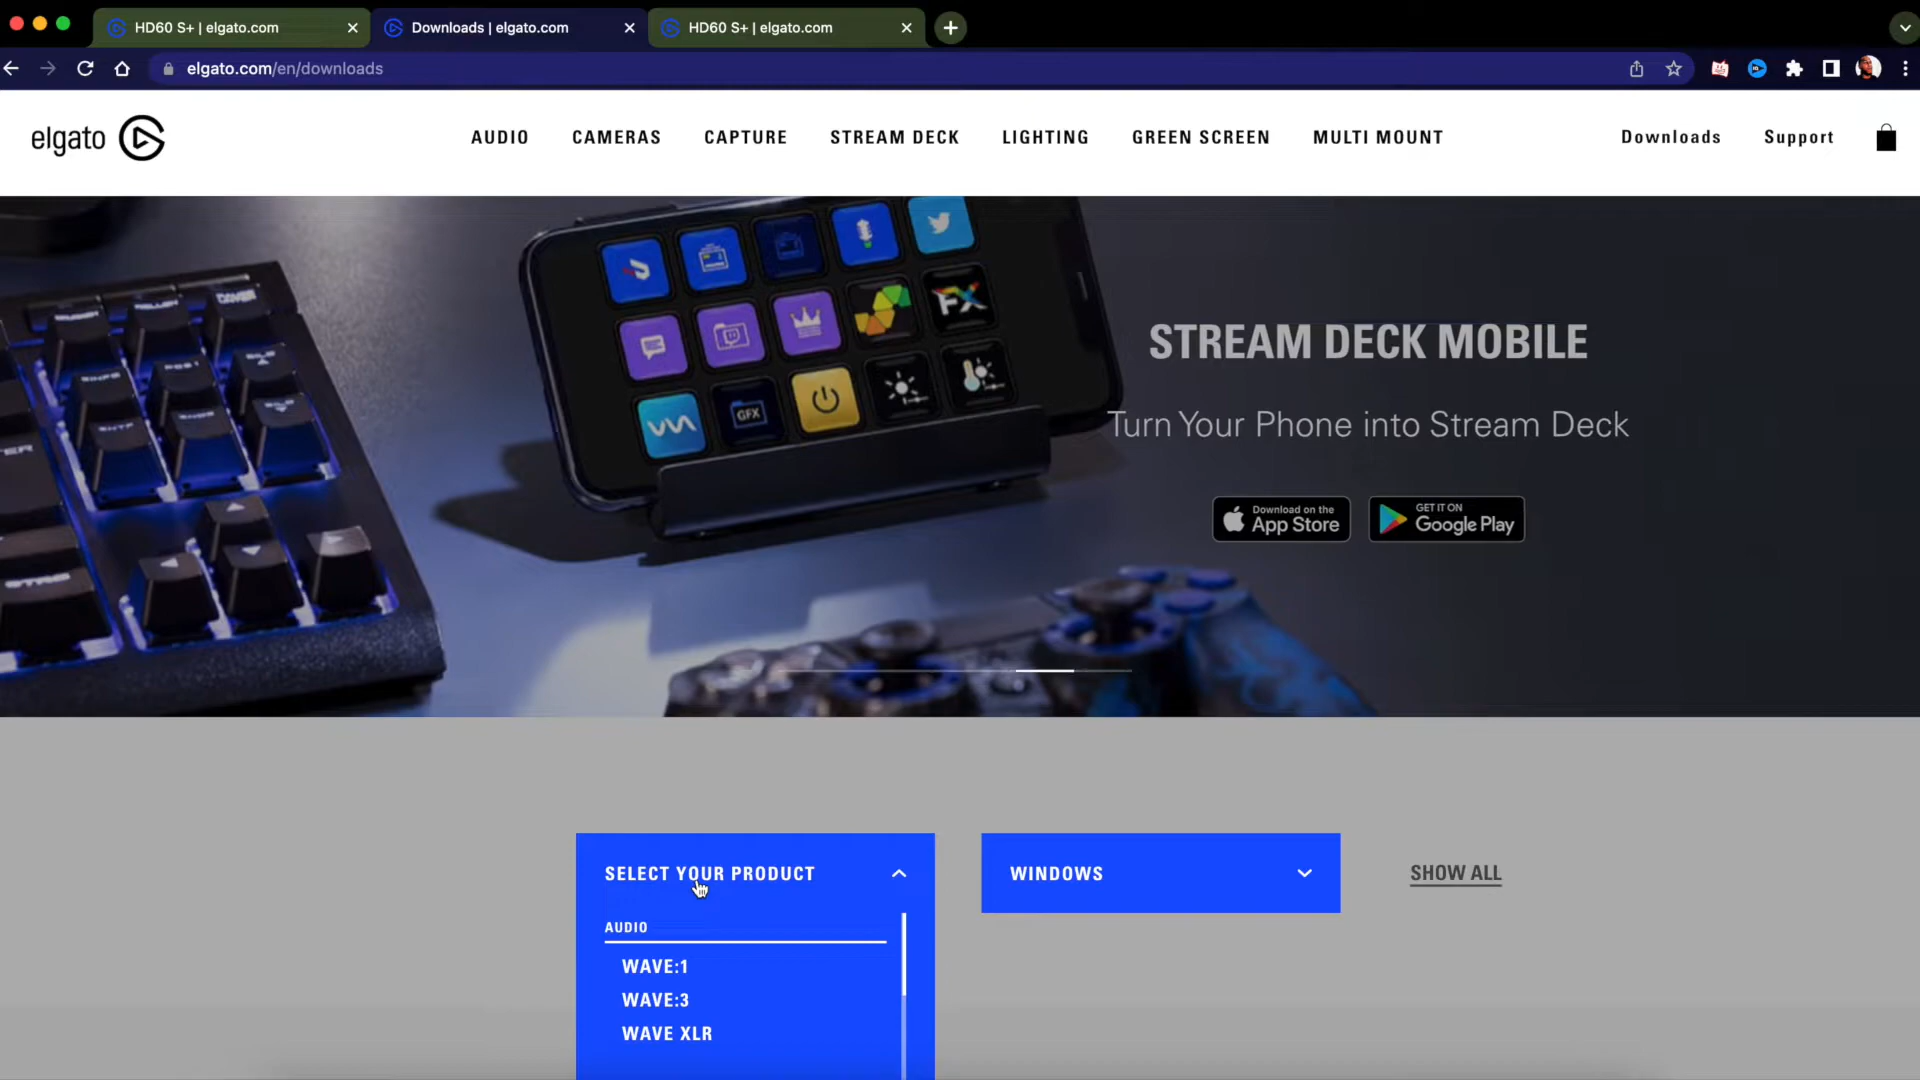 HD60 S+ | elgato.com
Downloads | elgato.com
HD60 S+ | elgato.com
elgato.com/en/downloads
elgato
AUDIO
CAMERAS
CAPTURE
STREAM DECK
LIGHTING
GREEN SCREEN
MULTI MOUNT
Downloads
Support
FX
GFX
STREAM DECK MOBILE
Turn Your Phone into Stream Deck
Download on the
App Store
GET IT ON
Google Play
SELECT YOUR PRODUCT
WINDOWS
SHOW ALL
AUDIO
WAVE:1
WAVE:3
WAVE XLR